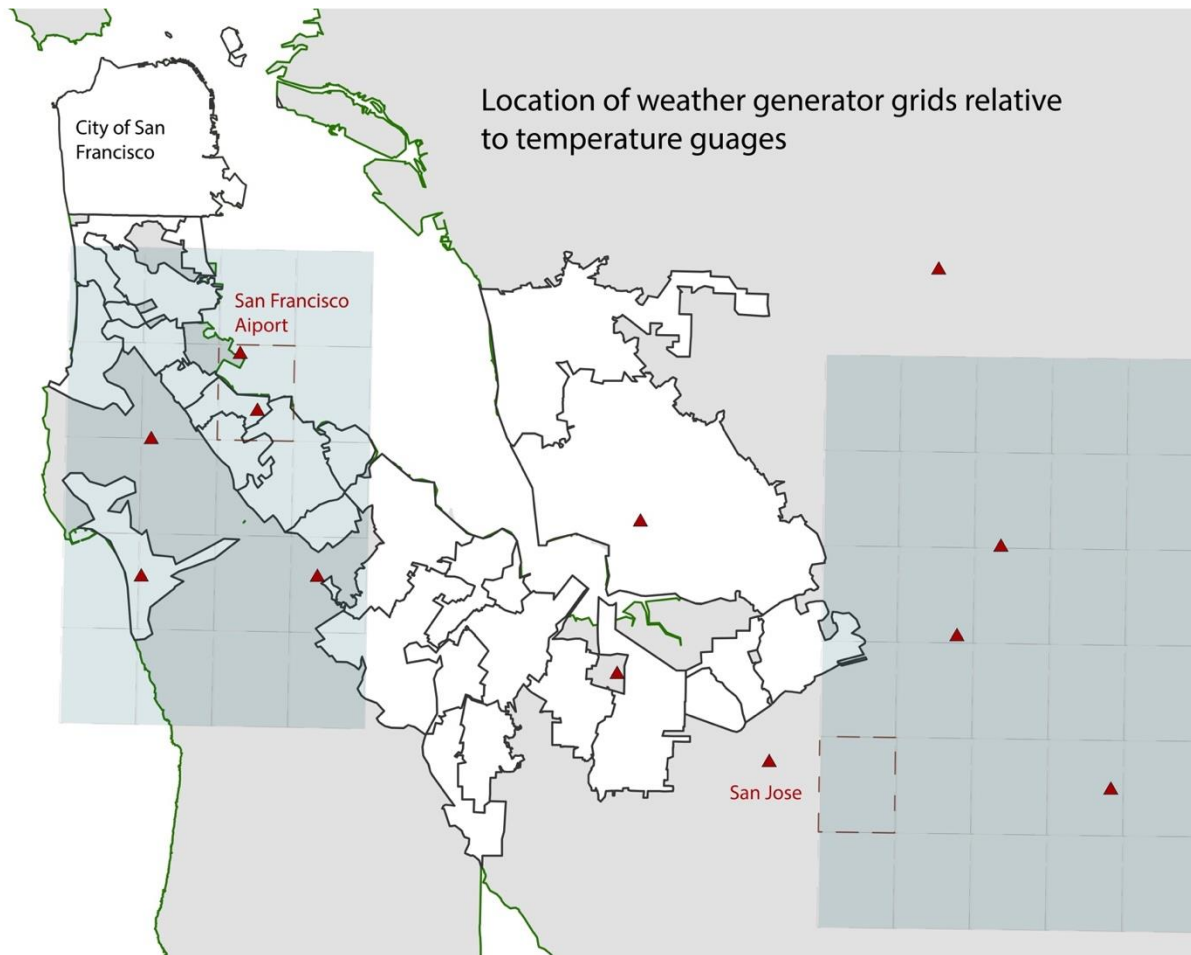 Location of weather generator grids relative
to temperature guages
City of San
Francisco
San Francisco
Aiport
San Jose